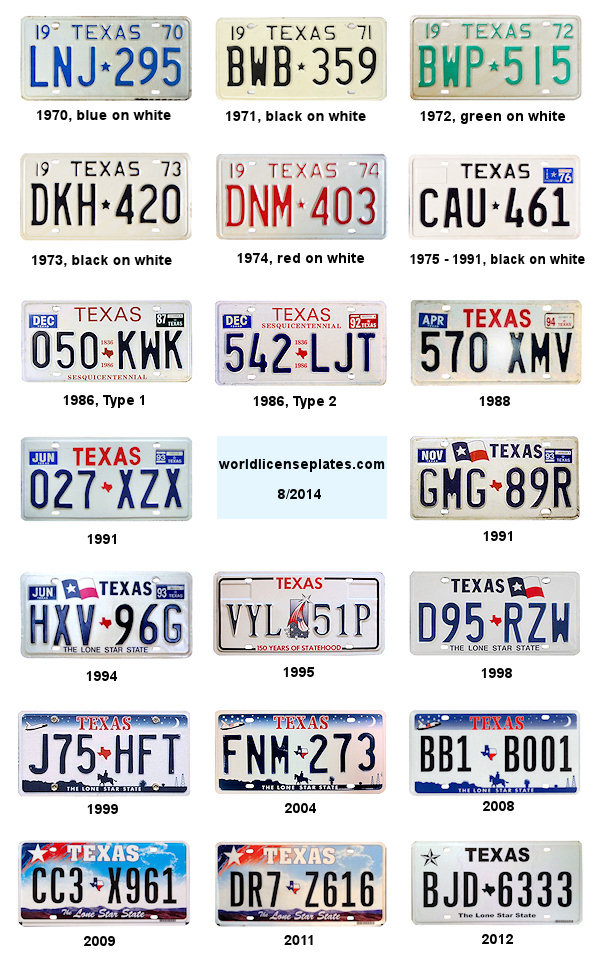 19 TEXAS 70
LNJ★295
1970, blue on white
19 TEXAS 71
BWB★359
1971, black on white
19 TEXAS 72
BWP★515
1972, green on white
19 TEXAS 73
DKH★420
1973, black on white
19 TEXAS 74
DNM★403
1974, red on white
TEXAS 76
CAU★461
1975 - 1991, black on white
TEXAS
DEC 87
TEXAS
050 KWK
1836
1986
SESQUICENTENNIAL
1986, Type 1
TEXAS
SESQUICENTENNIAL
DEC 92
TEXAS
542 LJT
1836
1986
1986, Type 2
APR TEXAS 94
570 XMV
1988
JUN TEXAS 93
027 XZX
1991
worldlicenseplates.com
8/2014
NOV TEXAS 93
GMG 89R
1991
JUN TEXAS 93
HXV 96G
THE LONE STAR STATE
1994
TEXAS
VYL 51P
150 YEARS OF STATEHOOD
1995
TEXAS
D95 RZW
THE LONE STAR STATE
1998
TEXAS
J75 HFT
THE LONE STAR STATE
1999
TEXAS
FNM 273
THE LONE STAR STATE
2004
TEXAS
BB1 B001
THE LONE STAR STATE
2008
TEXAS
CC3 X961
The Lone Star State
2009
TEXAS
DR7 Z616
The Lone Star State
2011
TEXAS
BJD 6333
The Lone Star State
2012